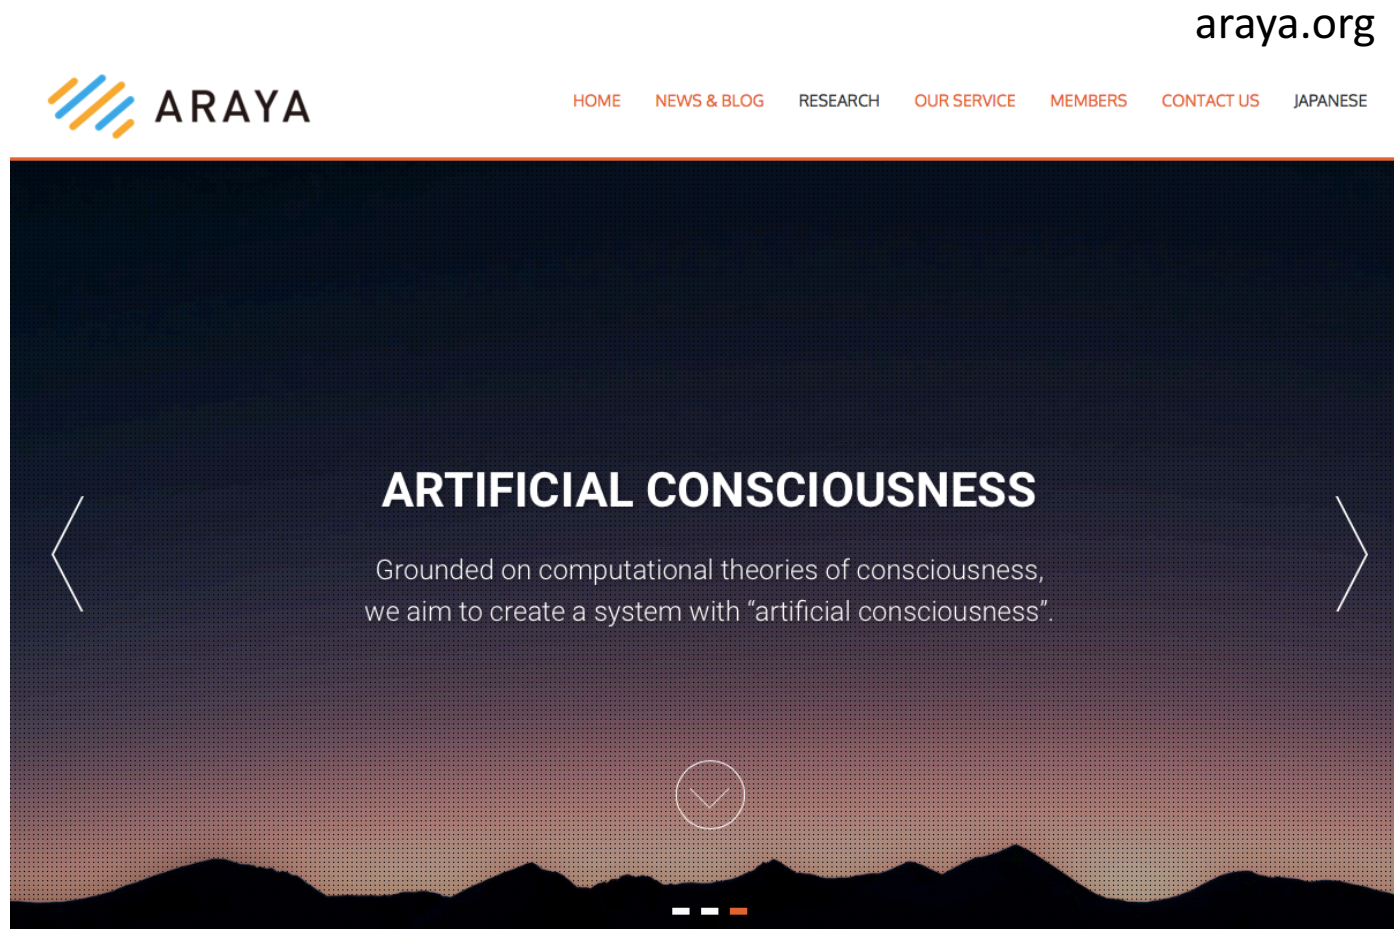 araya.org
ARAYA
HOME NEWS & BLOG RESEARCH OUR SERVICE MEMBERS CONTACT US JAPANESE
ARTIFICIAL CONSCIOUSNESS
Grounded on computational theories of consciousness,
we aim to create a system with “artificial consciousness”.